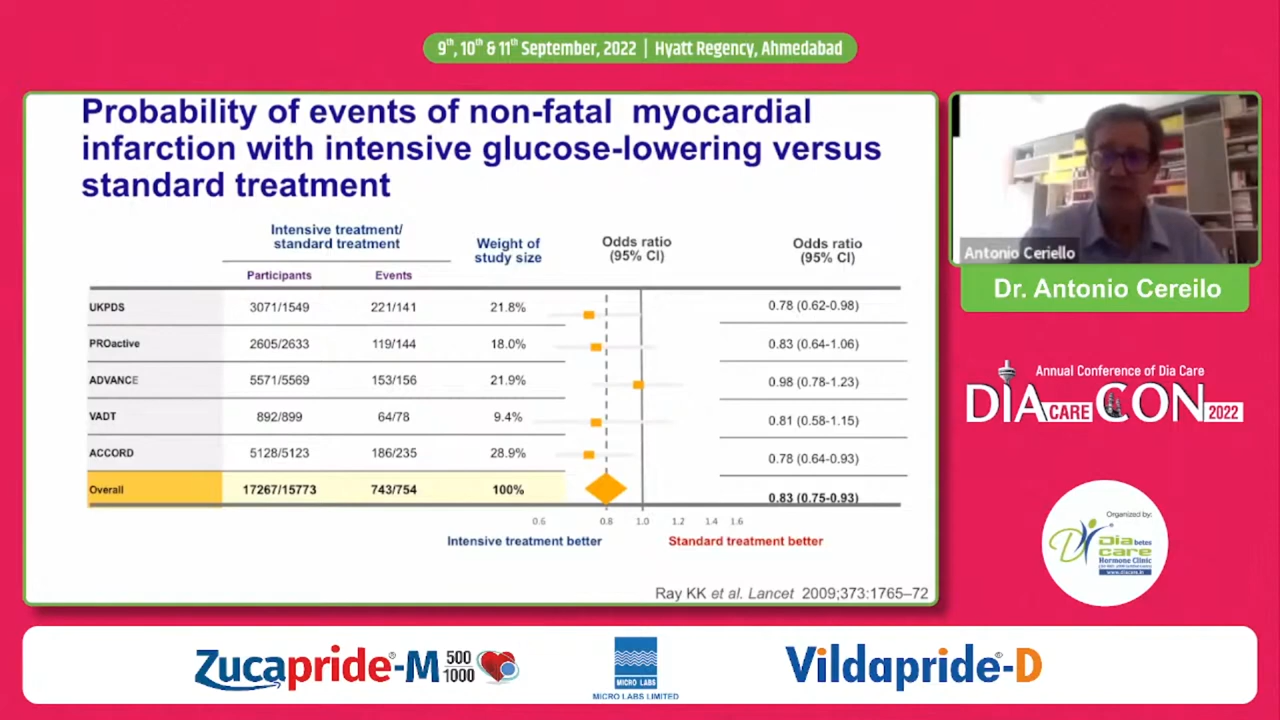 9th, 10th & 11th September, 2022 | Hyatt Regency, Ahmedabad
Probability of events of non-fatal myocardial
infarction with intensive glucose-lowering versus
standard treatment
Intensive treatment/
standard treatment
Weight of
study size
Odds ratio
(95% CI)
Odds ratio
(95% CI)
Participants Events
UKPDS 3071/1549 221/141 21.8% 0.78 (0.62-0.98)
PROactive 2605/2633 119/144 18.0% 0.83 (0.64-1.06)
ADVANCE 5571/5569 153/156 21.9% 0.98 (0.78-1.23)
VADT 892/899 64/78 9.4% 0.81 (0.58-1.15)
ACCORD 5128/5123 186/235 28.9% 0.78 (0.64-0.93)
Overall 17267/15773 743/754 100% 0.83 (0.75-0.93)
0.6 0.8 1.0 1.2 1.4 1.6
Intensive treatment better Standard treatment better
Ray KK et al. Lancet 2009;373:1765–72
Antonio Ceriello
Dr. Antonio Cereilo
Annual Conference of Dia Care
DIA CARE CON 2022
Organized by:
Diabetes
care
Hormone Clinic
www.diacare.in
Zucapride®-M 500
1000
MICRO LABS
MICRO LABS LIMITED
Vildapride®-D